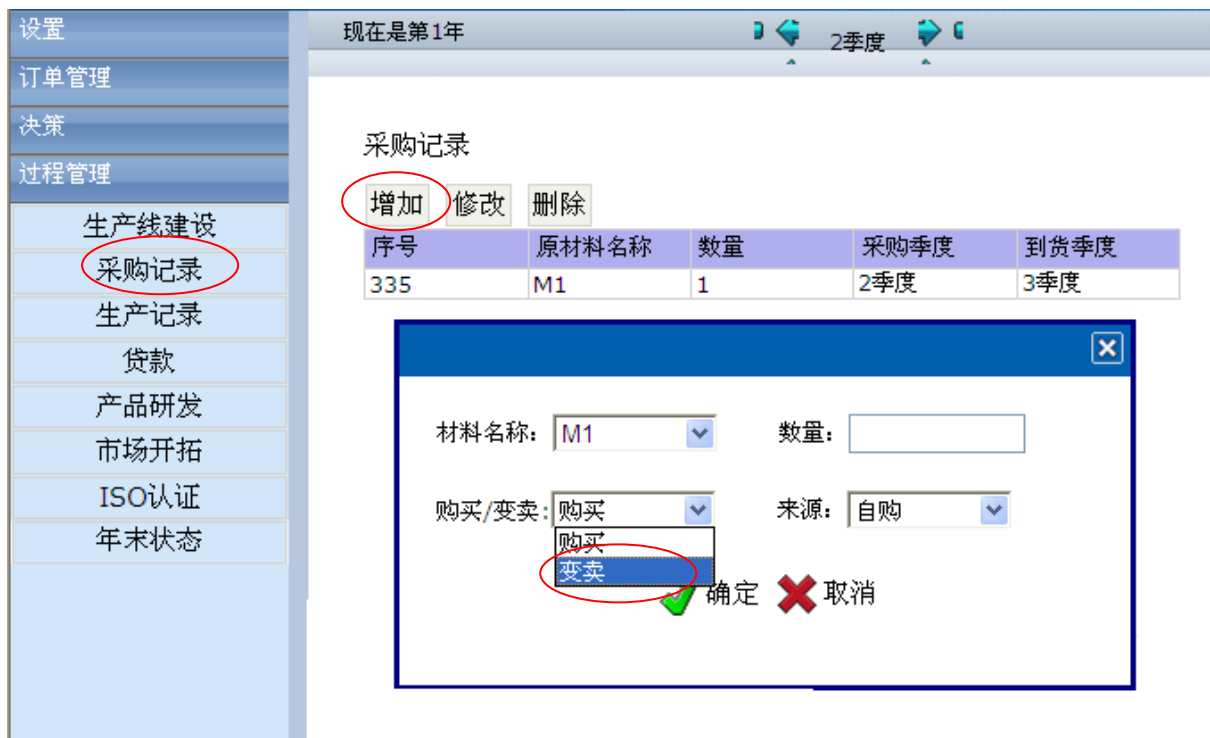 设置
订单管理
决策
过程管理
生产线建设
采购记录
生产记录
贷款
产品研发
市场开拓
ISO认证
年末状态
现在是第1年
2季度
采购记录
增加 修改 删除
序号 原材料名称 数量 采购季度 到货季度
335 M1 1 2季度 3季度
材料名称: M1 数量:
购买/变卖: 购买 来源: 自购
购买
变卖
确定 取消